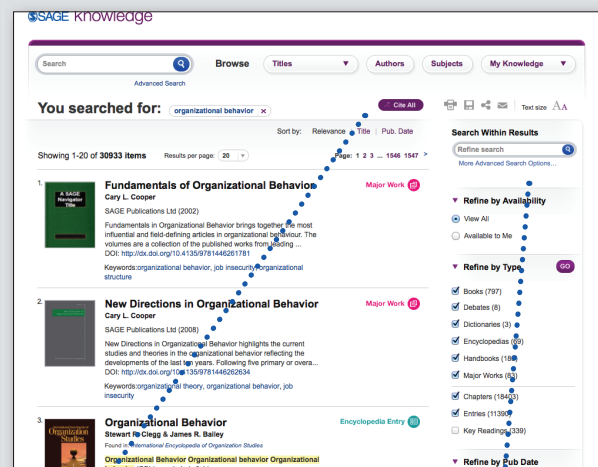 SAGE knowledge
Search
Browse
Titles
Authors
Subjects
My Knowledge
Advanced Search
You searched for: organizational behavior x
Cite All
Text size AA
Sort by: Relevance Title | Pub. Date
Showing 1-20 of 30933 items
Results per page: 20
Page: 1 2 3 ... 1546 1547 >
1.
A SAGE
Navigator
Title
Fundamentals of Organizational Behavior
Major Work
Cary L. Cooper
SAGE Publications Ltd (2002)
Fundamentals in Organizational Behavior brings together the most
influential and field-defining articles in organizational behaviour. The
volumes are a collection of the published works from leading ...
DOI: http://dx.doi.org/10.4135/9781446261781
Keywords:organizational behavior, job insecurity, organizational
structure
2.
New Directions in Organizational Behavior
Major Work
Cary L. Cooper
SAGE Publications Ltd (2008)
New Directions in Organizational Behavior highlights the current
studies and theories in the organizational behavior reflecting the
developments of the last ten years. Following five primary or overa...
DOI: http://dx.doi.org/10.4135/9781446262634
Keywords:organizational theory, organizational behavior, job
insecurity
3.
Organization
Studies
Organizational Behavior
Encyclopedia Entry
Stewart R. Clegg & James R. Bailey
Found in: International Encyclopedia of Organization Studies
Organizational Behavior Organizational behavior Organizational
Search Within Results
Refine search
More Advanced Search Options...
Refine by Availability
View All
Available to Me
Refine by Type
GO
Books (797)
Debates (8)
Dictionaries (3)
Encyclopedias (69)
Handbooks
Major Works (83)
Chapters (18403)
Entries (11390)
Key Readings (339)
Refine by Pub Date